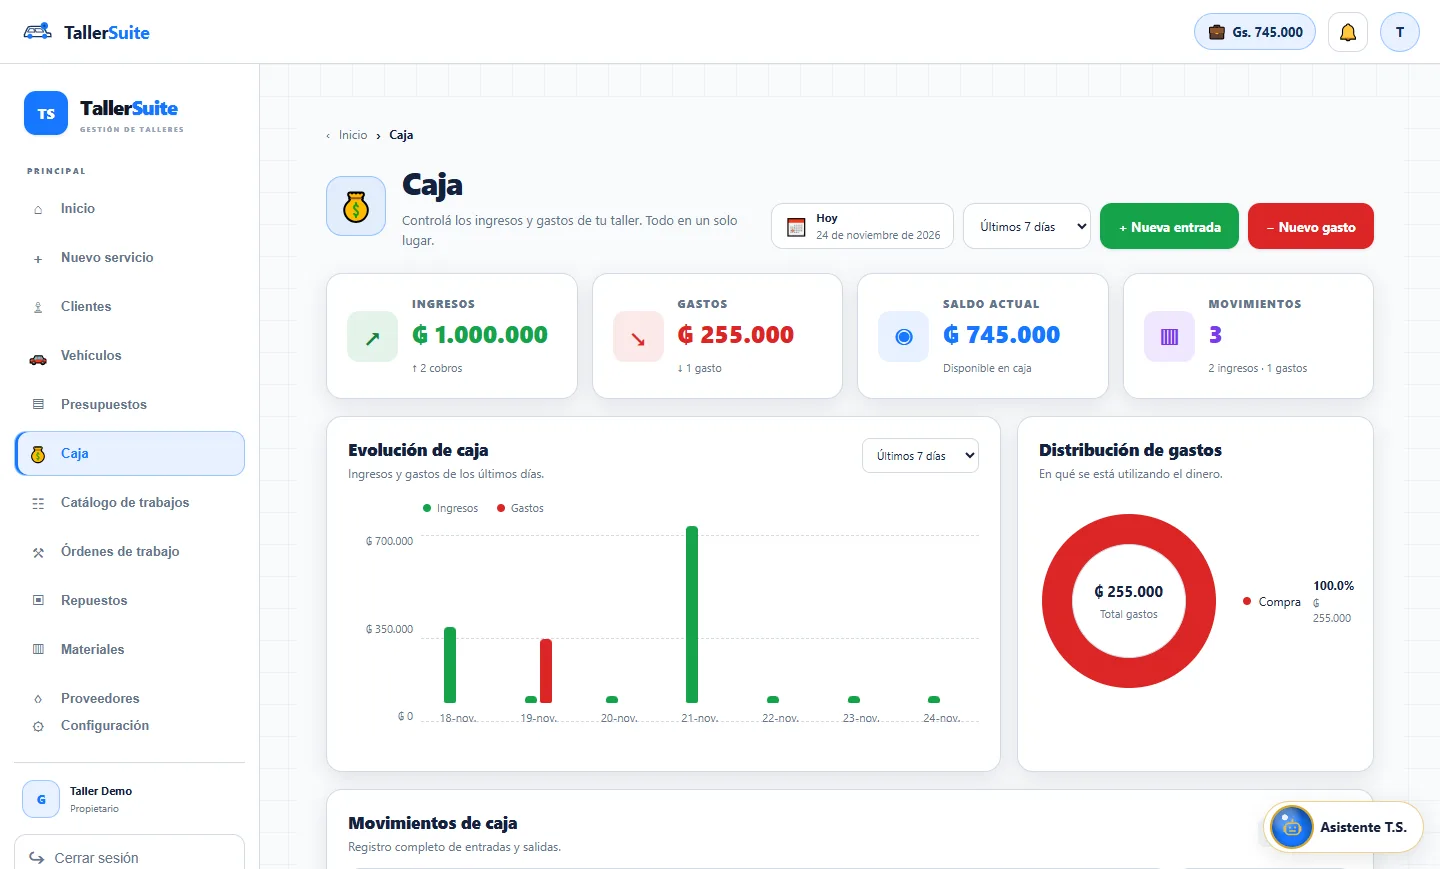 TallerSuite
Gs. 745.000
T
TS
TallerSuite
GESTIÓN DE TALLERES
PRINCIPAL
Inicio
Nuevo servicio
Clientes
Vehículos
Presupuestos
Caja
Catálogo de trabajos
Órdenes de trabajo
Repuestos
Materiales
Proveedores
Configuración
G
Taller Demo
Propietario
Cerrar sesión
‹ Inicio › Caja
Caja
Controlá los ingresos y gastos de tu taller. Todo en un solo
lugar.
Hoy
24 de noviembre de 2026
Últimos 7 días
+ Nueva entrada
− Nuevo gasto
INGRESOS
₲ 1.000.000
↑ 2 cobros
GASTOS
₲ 255.000
↓ 1 gasto
SALDO ACTUAL
₲ 745.000
Disponible en caja
MOVIMIENTOS
3
2 ingresos · 1 gastos
Evolución de caja
Ingresos y gastos de los últimos días.
Últimos 7 días
Ingresos
Gastos
₲ 700.000
₲ 350.000
₲ 0
18-nov.
19-nov.
20-nov.
21-nov.
22-nov.
23-nov.
24-nov.
Distribución de gastos
En qué se está utilizando el dinero.
₲ 255.000
Total gastos
Compra
100.0%
₲
255.000
Movimientos de caja
Registro completo de entradas y salidas.
Asistente T.S.